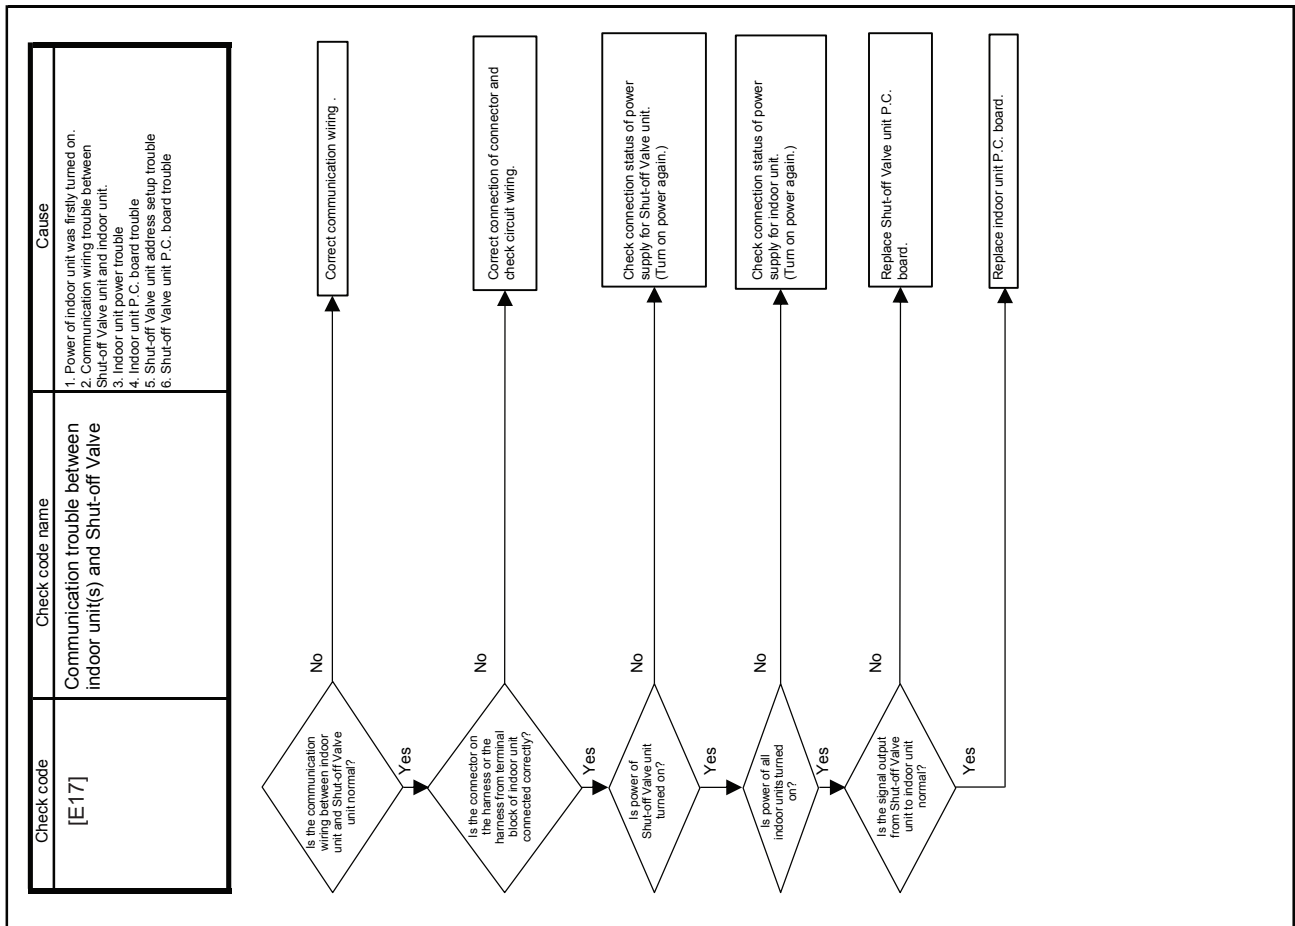 Check code
Check code name
Cause
[E17]
Communication trouble between
indoor unit(s) and Shut-off Valve
1. Power of indoor unit was firstly turned on.
2. Communication wiring trouble between
Shut-off Valve unit and indoor unit.
3. Indoor unit power trouble
4. Indoor unit P.C. board trouble
5. Shut-off Valve unit address setup trouble
6. Shut-off Valve unit P.C. board trouble
Is the communication
wiring between indoor
unit and Shut-off Valve
unit normal?
No
Correct communication wiring .
Yes
Is the connector on
the harness or the
harness from terminal
block of indoor unit
connected correctly?
No
Correct connection of connector and
check circuit wiring.
Yes
Is power of
Shut-off Valve unit
turned on?
No
Check connection status of power
supply for Shut-off Valve unit.
(Turn on power again.)
Yes
Is power of all
indoor units turned
on?
No
Check connection status of power
supply for indoor unit.
(Turn on power again.)
Yes
Is the signal output
from Shut-off Valve
unit to indoor unit
normal?
No
Replace Shut-off Valve unit P.C.
board.
Yes
Replace indoor unit P.C. board.